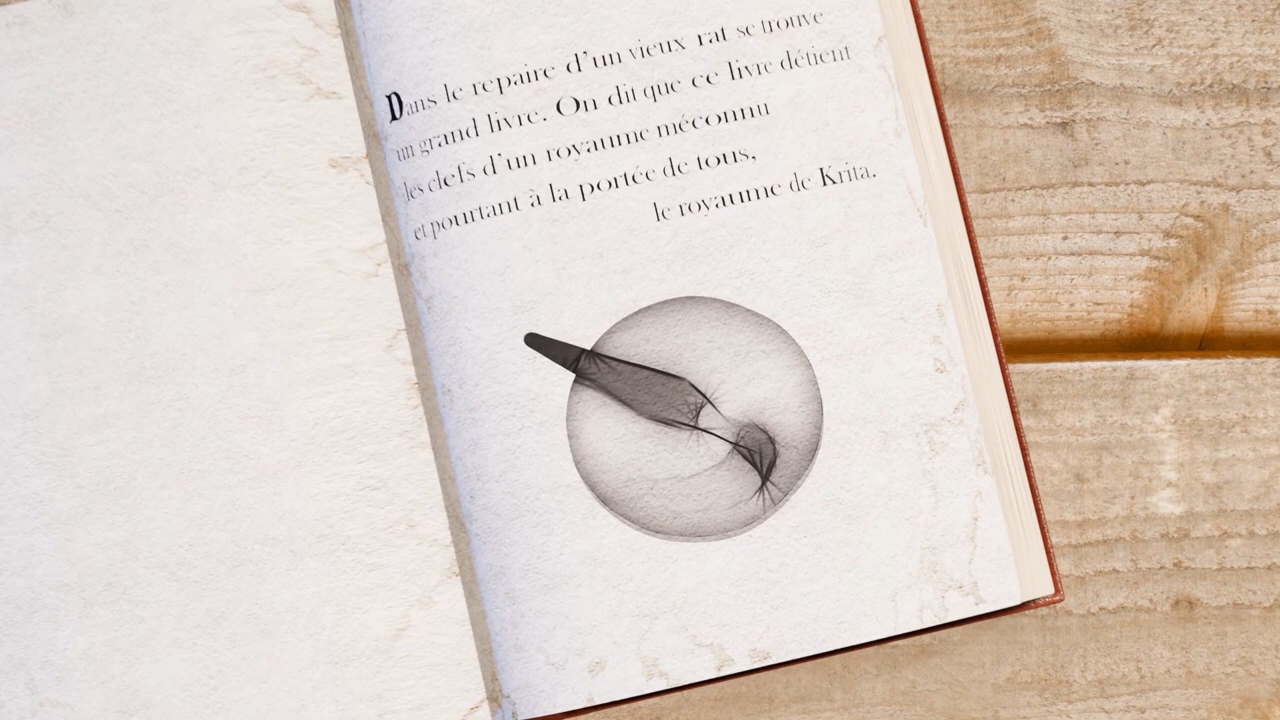 Dans le repaire d'un vieux rat se trouve
un grand livre. On dit que ce livre détient
les clefs d'un royaume méconnu
et pourtant à la portée de tous,
le royaume de Krita.